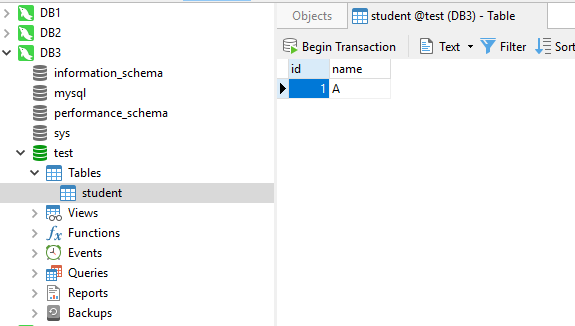 DB1
DB2
DB3
information_schema
mysql
performance_schema
sys
test
Tables
student
Views
Functions
Events
Queries
Reports
Backups
Objects
student @test (DB3) - Table
Begin Transaction
Text
Filter
Sort
id name
1 A